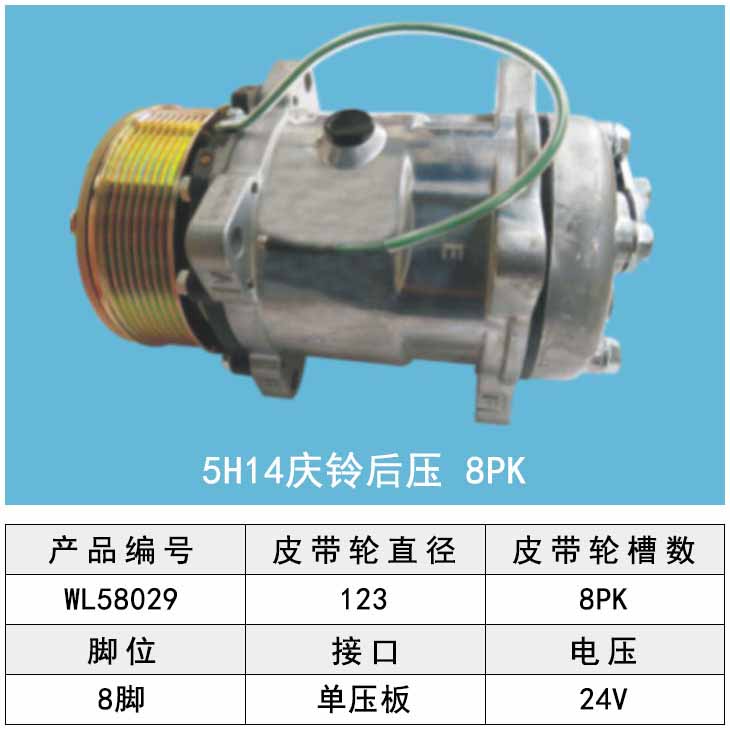 5H14庆铃后压 8PK
产品编号 皮带轮直径 皮带轮槽数
WL58029 123 8PK
脚位 接口 电压
8脚 单压板 24V